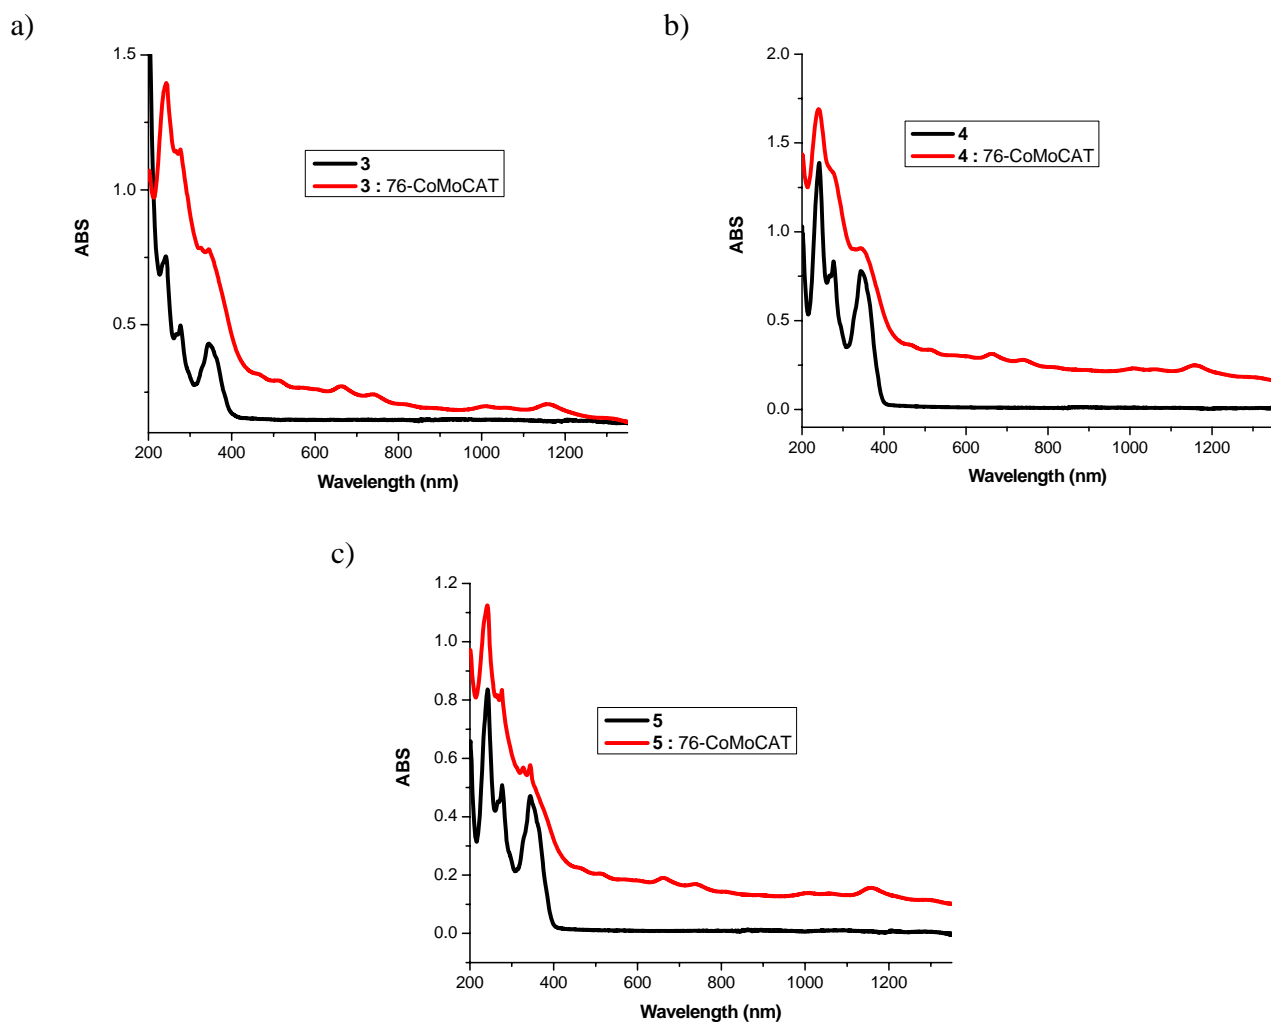 a)
1.5
1.0
0.5
ABS
3
3 : 76-CoMoCAT
200 400 600 800 1000 1200
Wavelength (nm)
b)
2.0
1.5
1.0
0.5
0.0
ABS
4
4 : 76-CoMoCAT
200 400 600 800 1000 1200
Wavelength (nm)
c)
1.2
1.0
0.8
0.6
0.4
0.2
0.0
ABS
5
5 : 76-CoMoCAT
200 400 600 800 1000 1200
Wavelength (nm)